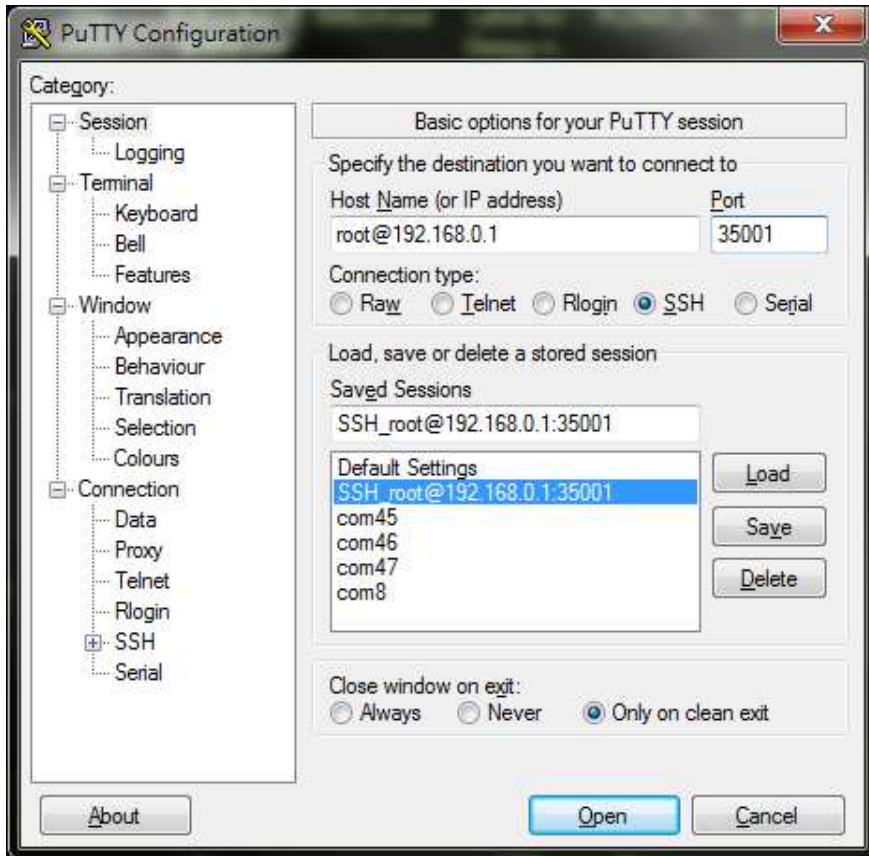 PuTTY Configuration
Category:
Session
Logging
Terminal
Keyboard
Bell
Features
Window
Appearance
Behaviour
Translation
Selection
Colours
Connection
Data
Proxy
Telnet
Rlogin
SSH
Serial
Basic options for your PuTTY session
Specify the destination you want to connect to
Host Name (or IP address) Port
root@192.168.0.1 35001
Connection type:
Raw Telnet Rlogin SSH Serial
Load, save or delete a stored session
Saved Sessions
SSH_root@192.168.0.1:35001
Default Settings
SSH_root@192.168.0.1:35001
com45
com46
com47
com8
Load
Save
Delete
Close window on exit:
Always Never Only on clean exit
About Open Cancel